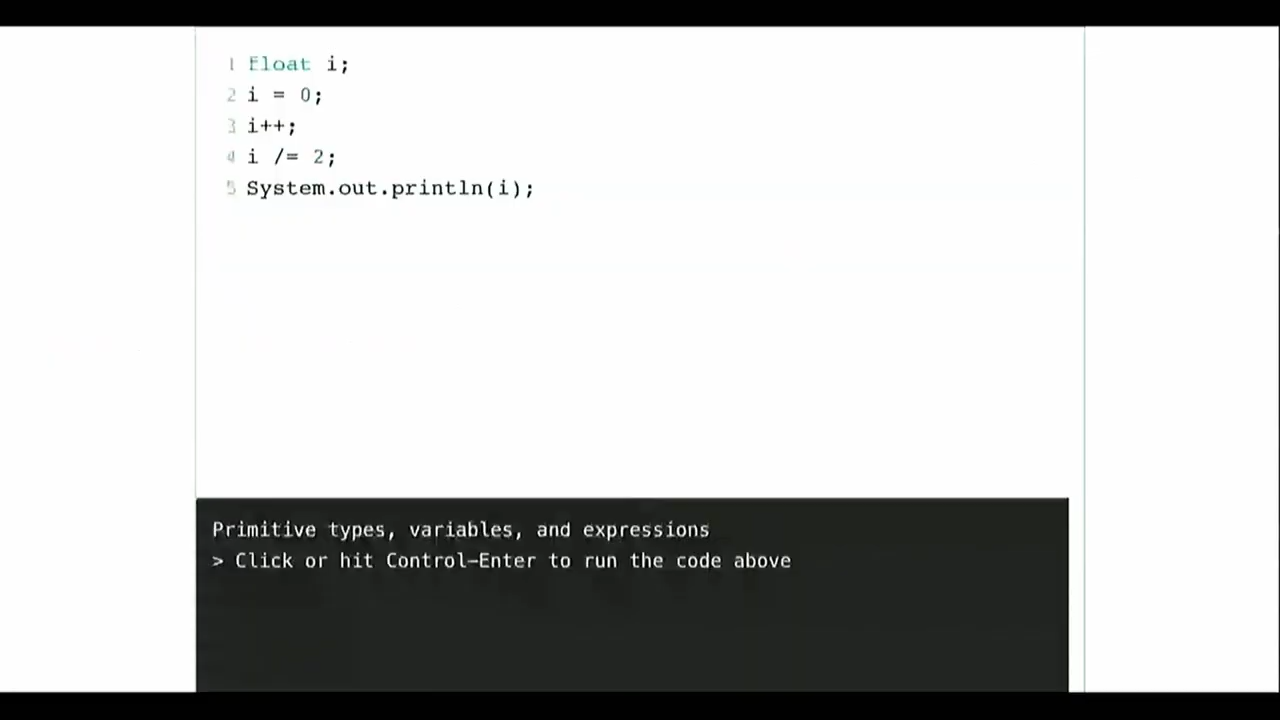 1 float i;
2 i = 0;
3 i++;
4 i /= 2;
5 System.out.println(i);
Primitive types, variables, and expressions
> Click or hit Control-Enter to run the code above